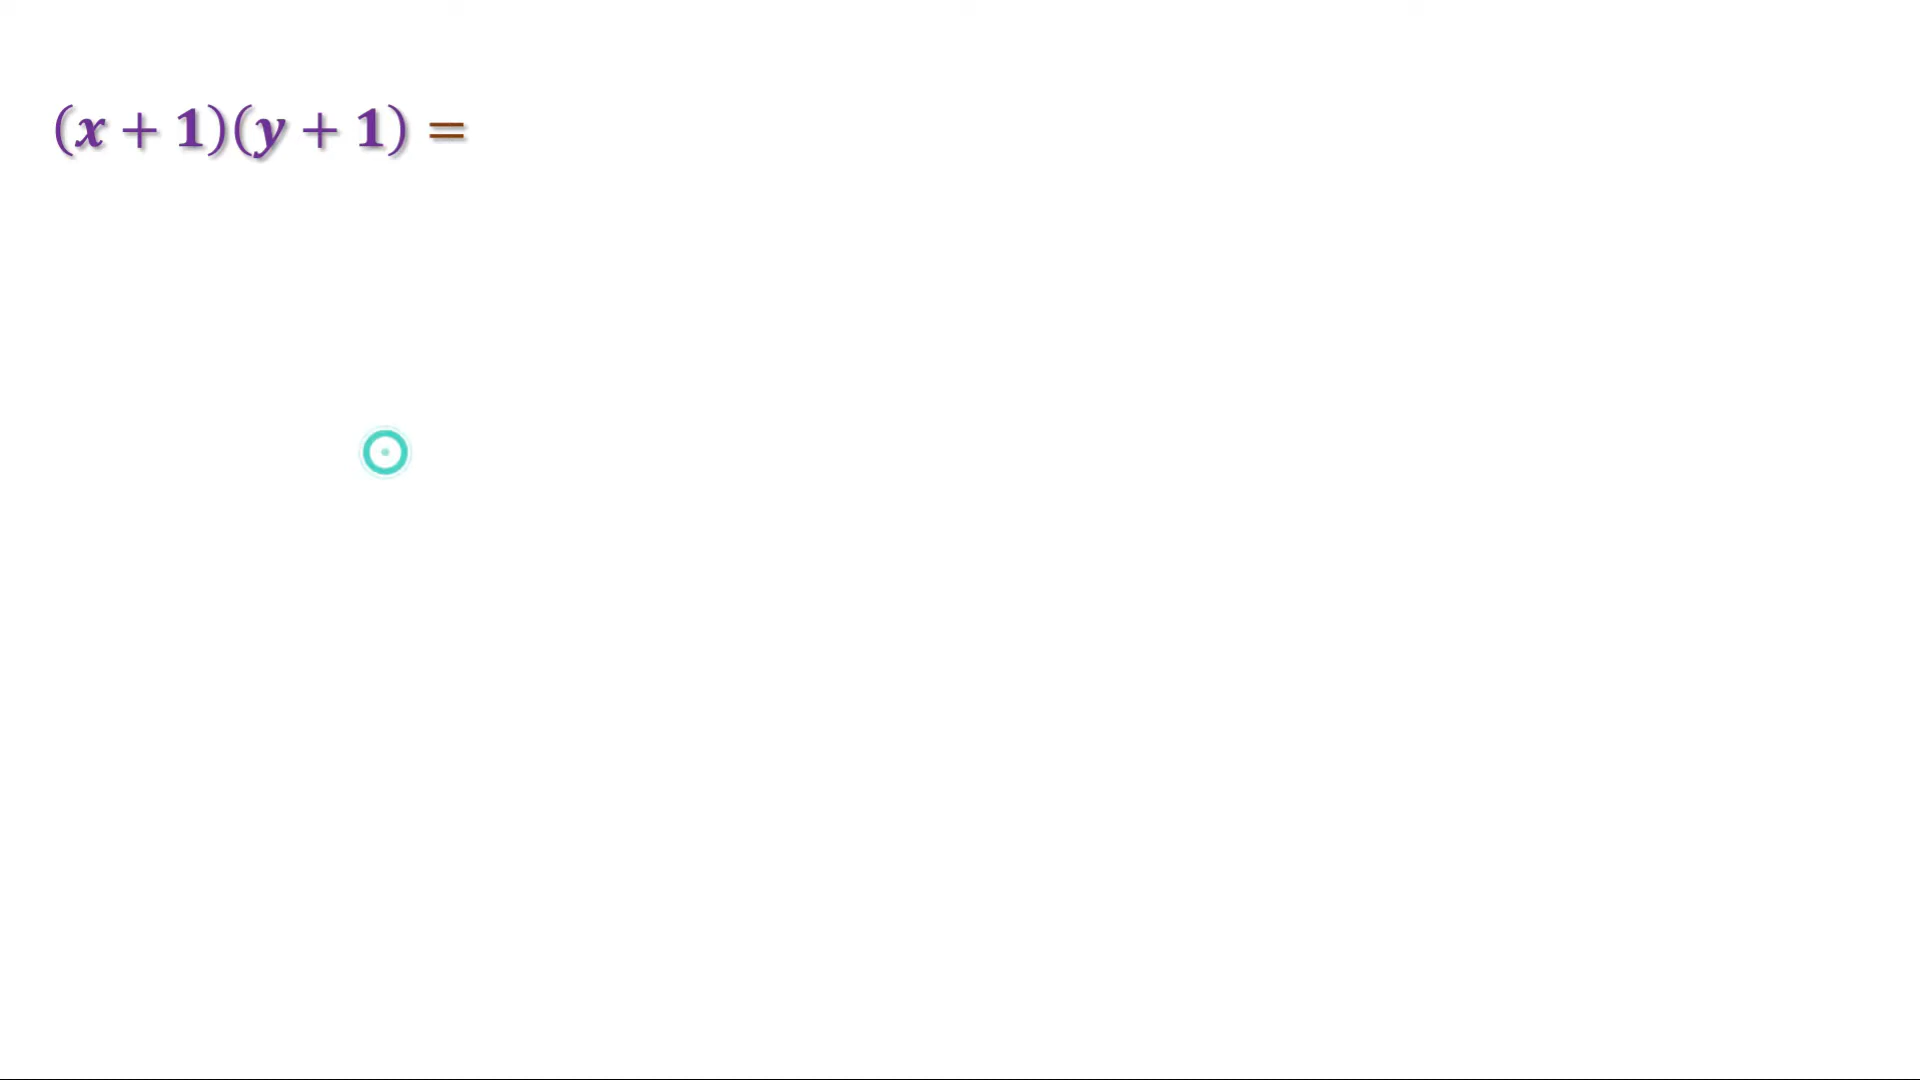 (x + 1)(y + 1) =